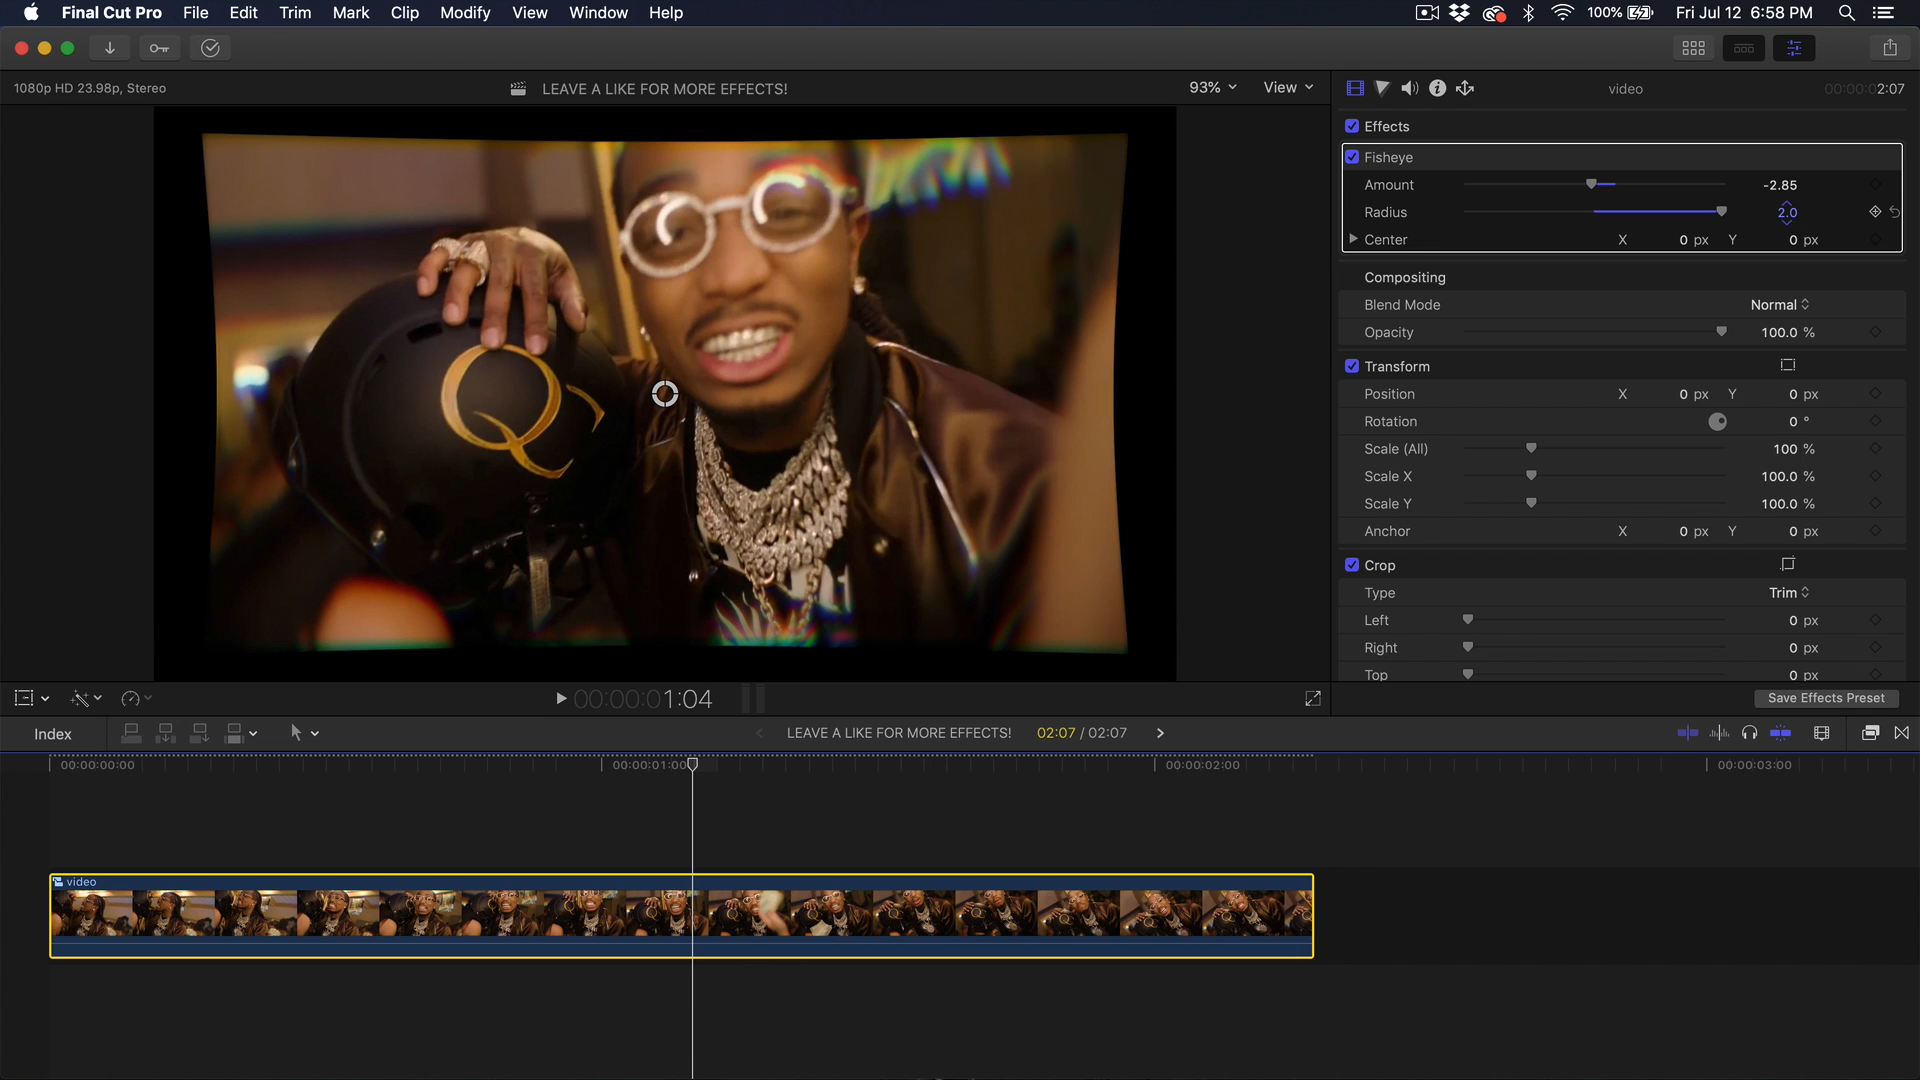 Final Cut Pro File Edit Trim Mark Clip Modify View Window Help 100% Fri Jul 12 6:58 PM
1080p HD 23.98p, Stereo LEAVE A LIKE FOR MORE EFFECTS! 93% View video 00:00:02:07
Effects
Fisheye
Amount -2.85
Radius 2.0
Center X 0 px Y 0 px
Compositing
Blend Mode Normal
Opacity 100.0 %
Transform
Position X 0 px Y 0 px
Rotation 0 °
Scale (All) 100 %
Scale X 100.0 %
Scale Y 100.0 %
Anchor X 0 px Y 0 px
Crop
Type Trim
Left 0 px
Right 0 px
Top 0 px
Q
00:00:00:01:04 Save Effects Preset
Index LEAVE A LIKE FOR MORE EFFECTS! 02:07 / 02:07
00:00:00:00 00:00:01:00 00:00:02:00 00:00:03:00
video